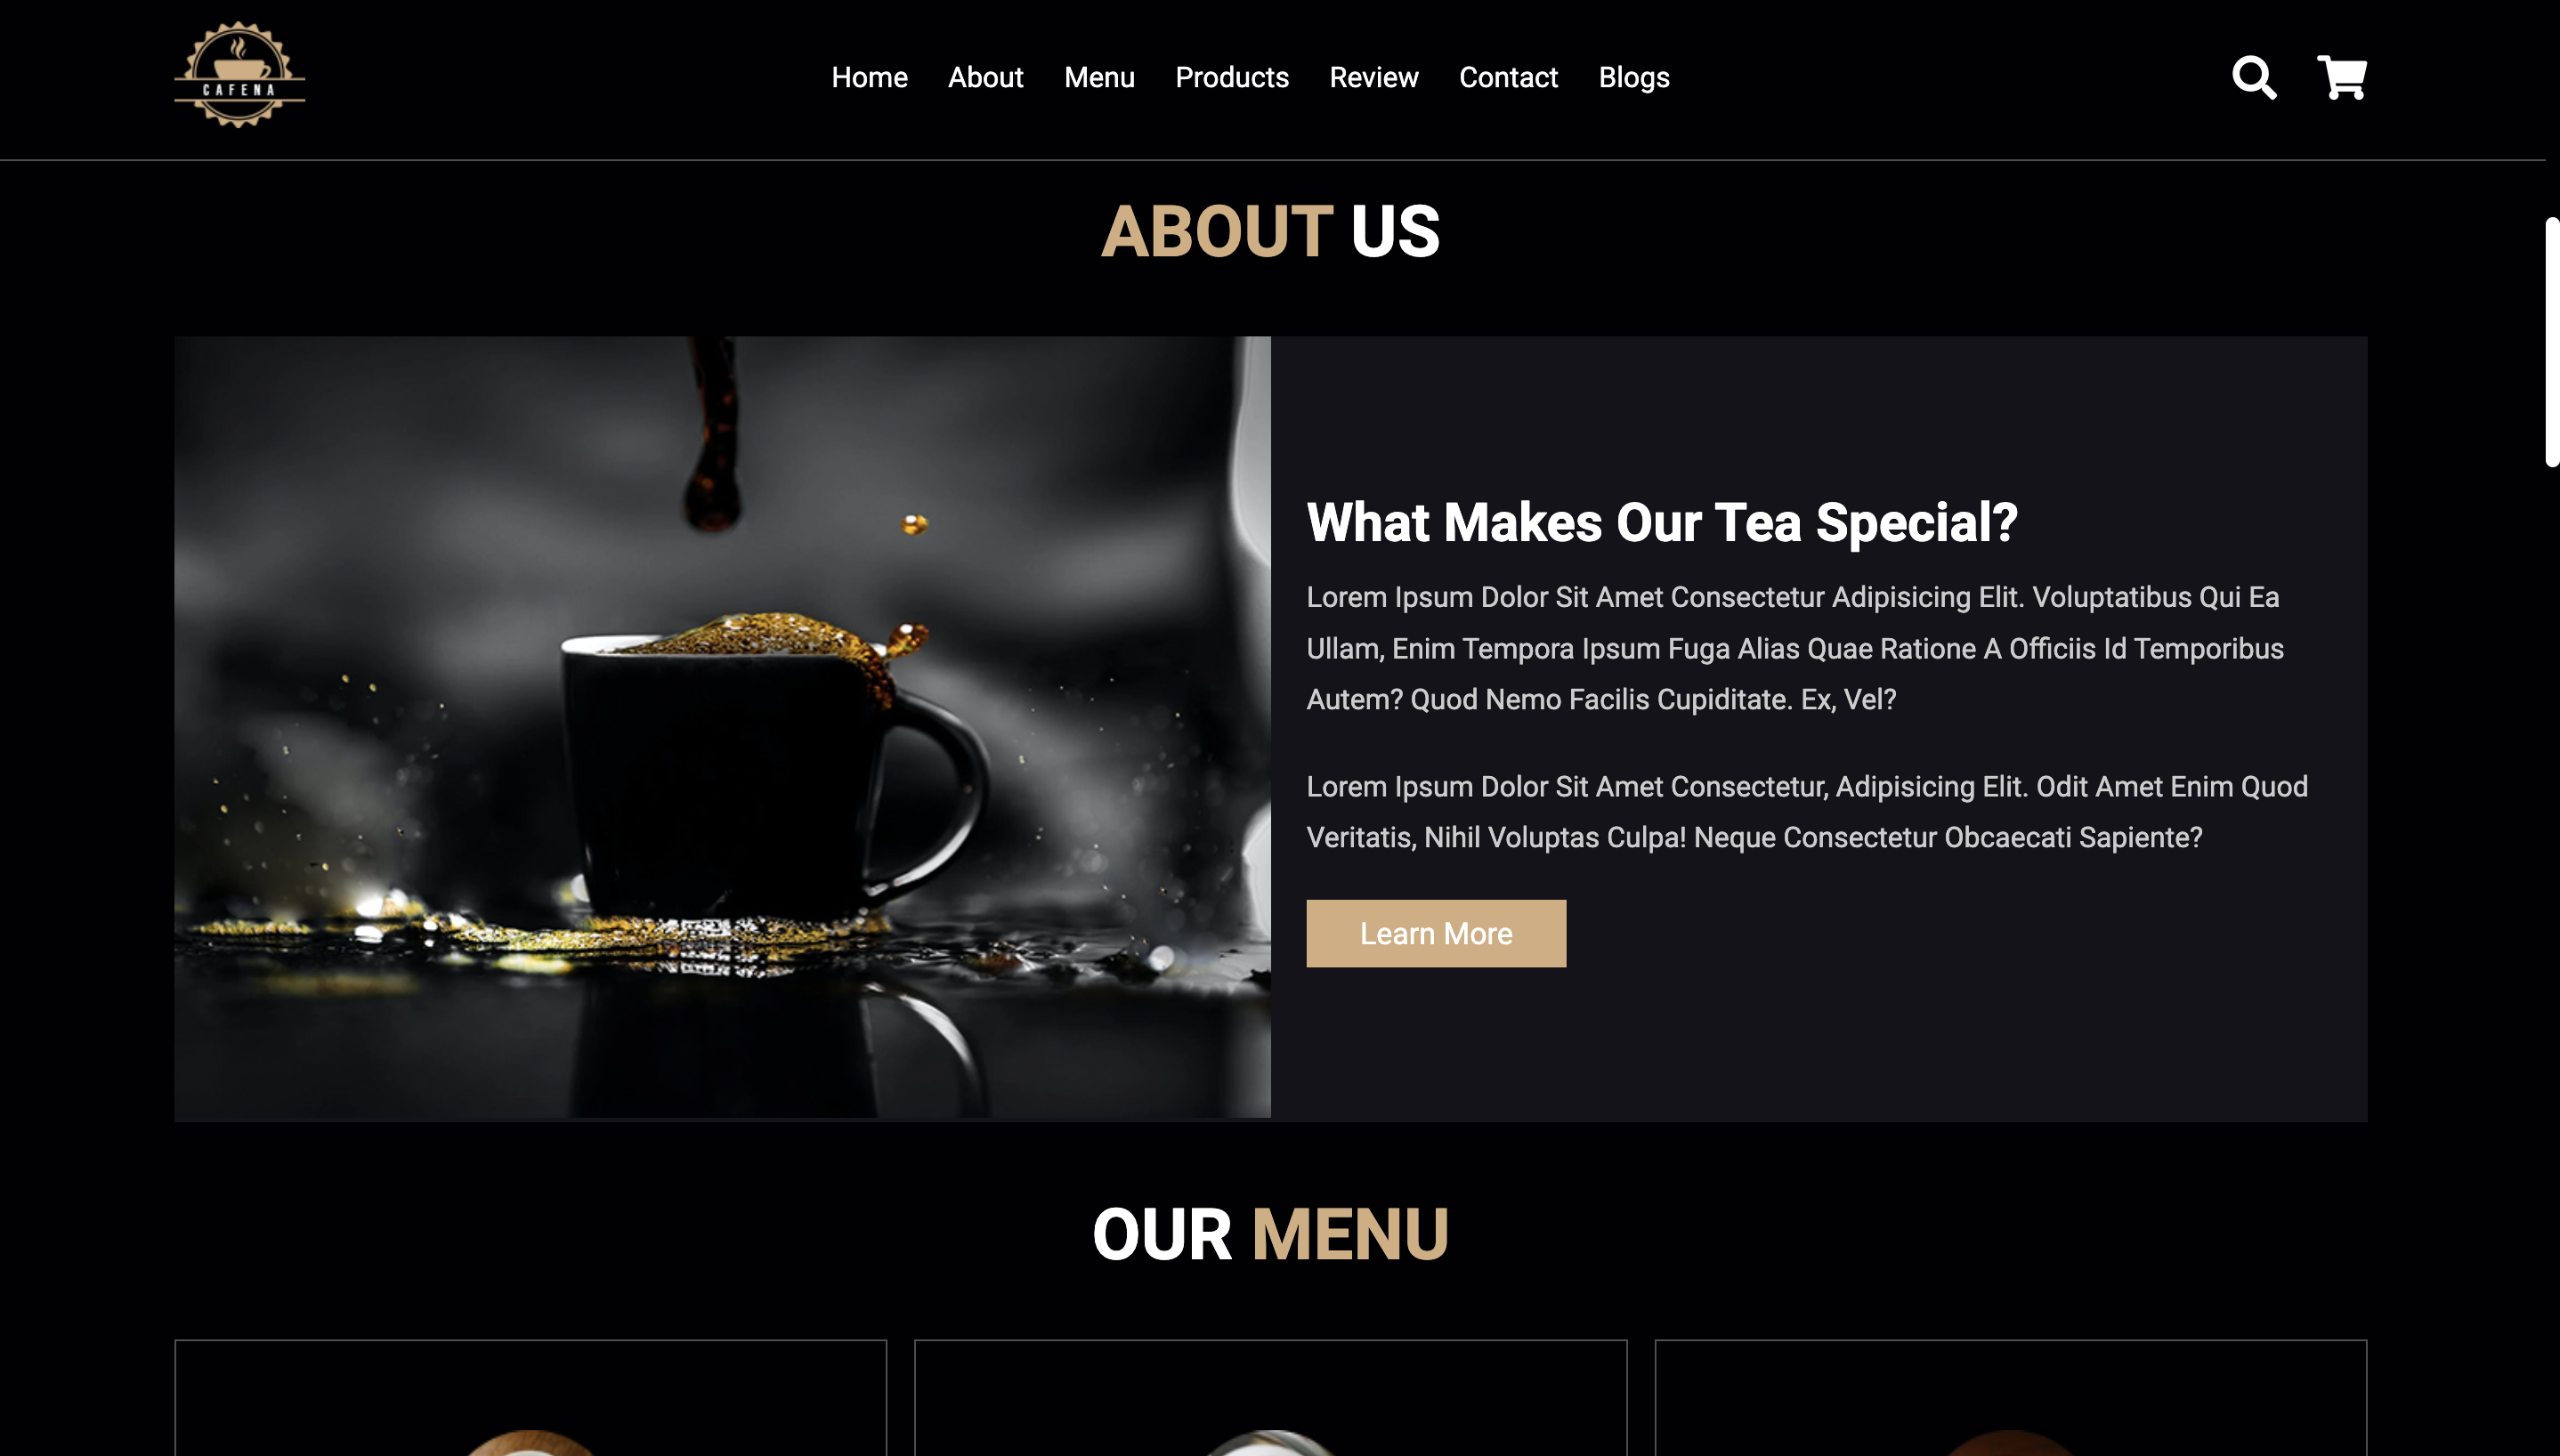 CAFENA
Home About Menu Products Review Contact Blogs
ABOUT US
What Makes Our Tea Special?
Lorem Ipsum Dolor Sit Amet Consectetur Adipisicing Elit. Voluptatibus Qui Ea
Ullam, Enim Tempora Ipsum Fuga Alias Quae Ratione A Officiis Id Temporibus
Autem? Quod Nemo Facilis Cupiditate. Ex, Vel?
Lorem Ipsum Dolor Sit Amet Consectetur, Adipisicing Elit. Odit Amet Enim Quod
Veritatis, Nihil Voluptas Culpa! Neque Consectetur Obcaecati Sapiente?
Learn More
OUR MENU